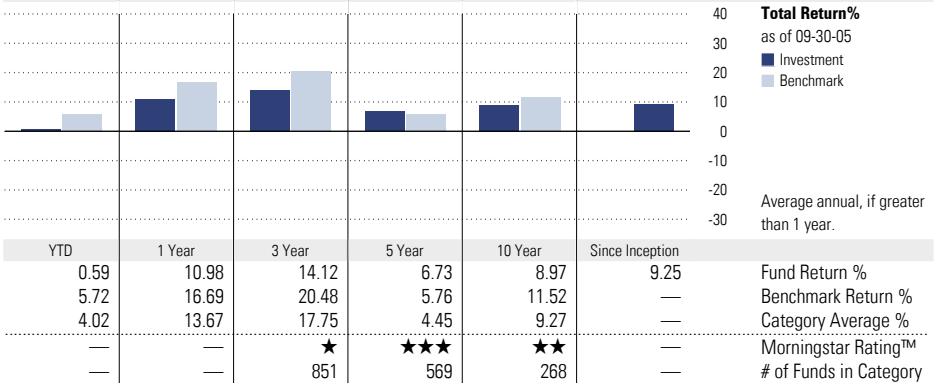 40
30
20
10
0
-10
-20
-30
Total Return%
as of 09-30-05
Investment
Benchmark
Average annual, if greater
than 1 year.
YTD 1 Year 3 Year 5 Year 10 Year Since Inception
0.59 10.98 14.12 6.73 8.97 9.25 Fund Return %
5.72 16.69 20.48 5.76 11.52 — Benchmark Return %
4.02 13.67 17.75 4.45 9.27 — Category Average %
— — ★ ★★★ ★★ — Morningstar Rating™
— — 851 569 268 — # of Funds in Category